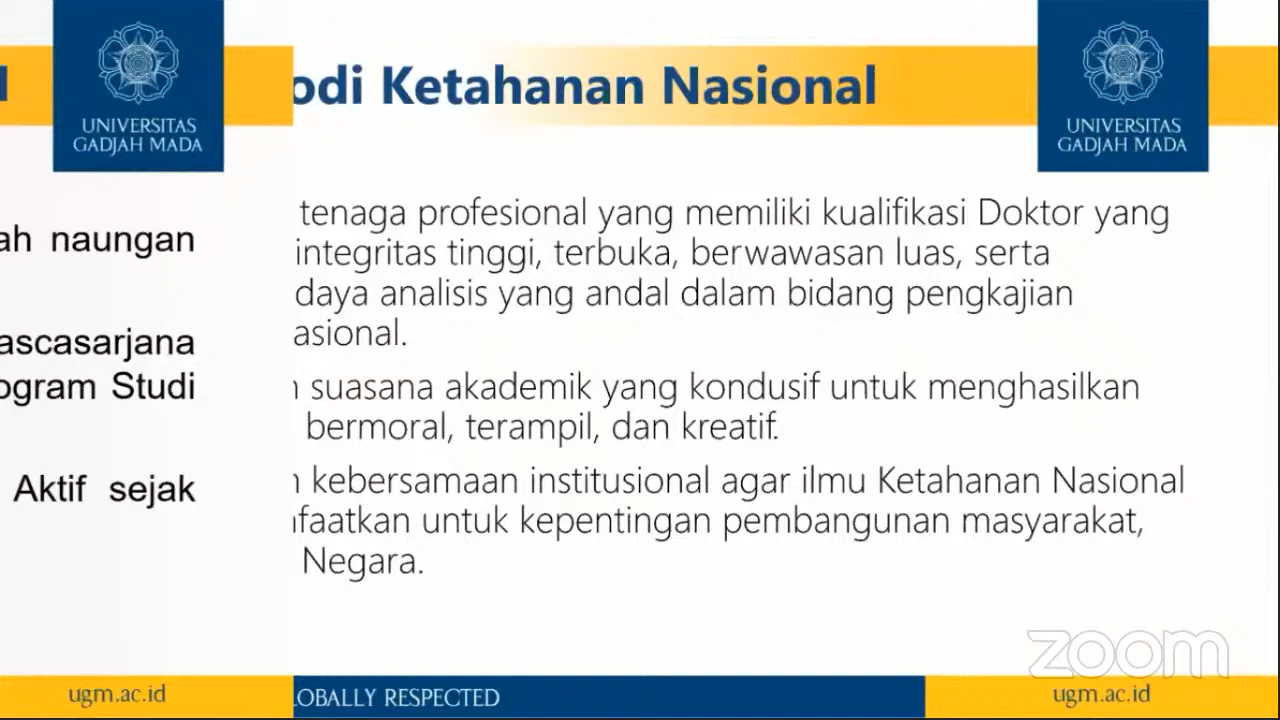 UNIVERSITAS
GADJAH MADA
ah naungan
ascasarjana
ogram Studi
Aktif sejak
ugm.ac.id
odi Ketahanan Nasional
UNIVERSITAS
GADJAH MADA
tenaga profesional yang memiliki kualifikasi Doktor yang
integritas tinggi, terbuka, berwawasan luas, serta
daya analisis yang andal dalam bidang pengkajian
asional.
suasana akademik yang kondusif untuk menghasilkan
bermoral, terampil, dan kreatif.
kebersamaan institusional agar ilmu Ketahanan Nasional
faatkan untuk kepentingan pembangunan masyarakat,
Negara.
zoom
LOBALLY RESPECTED
ugm.ac.id